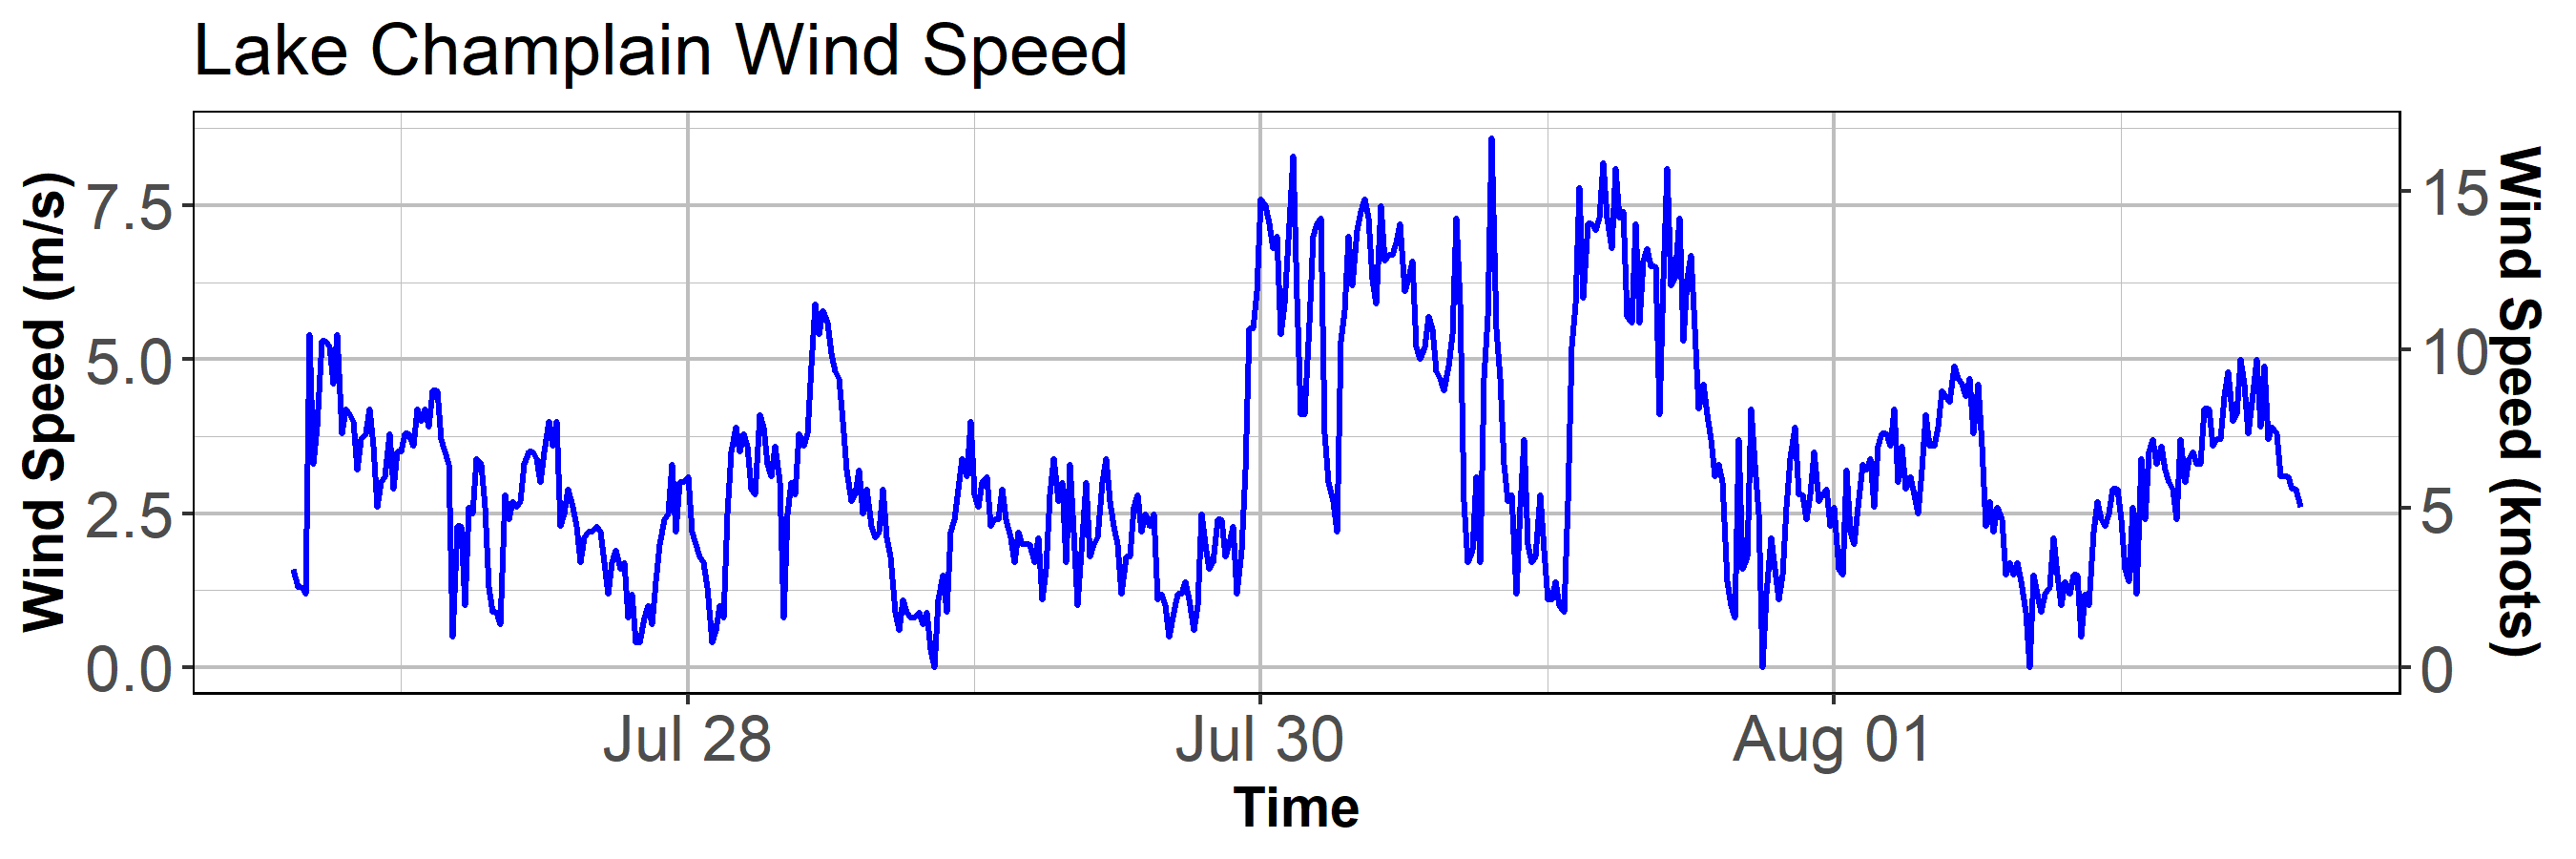 Lake Champlain Wind Speed
Wind Speed (m/s)
7.5
5.0
2.5
0.0
15
10
5
0
Wind Speed (knots)
Jul 28
Jul 30
Aug 01
Time